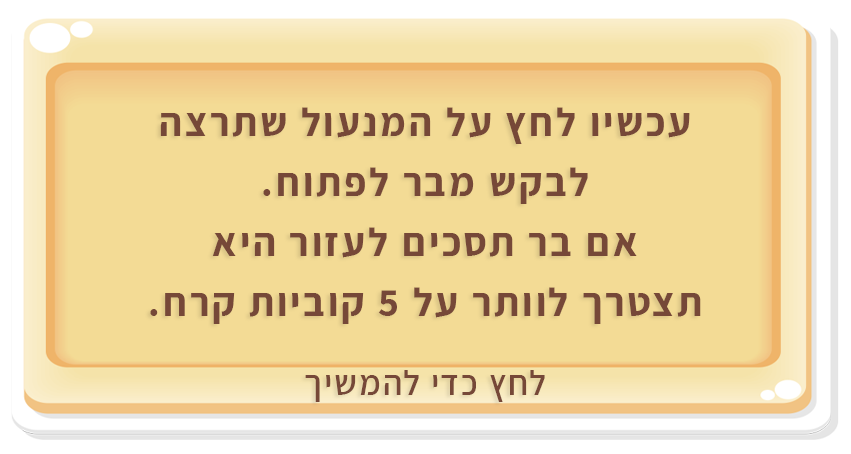 עכשיו לחץ על המנעול שתרצה
לבקש מבר לפתוח.
אם בר תסכים לעזור היא
תצטרך לוותר על 5 קוביות קרח.
לחץ כדי להמשיך